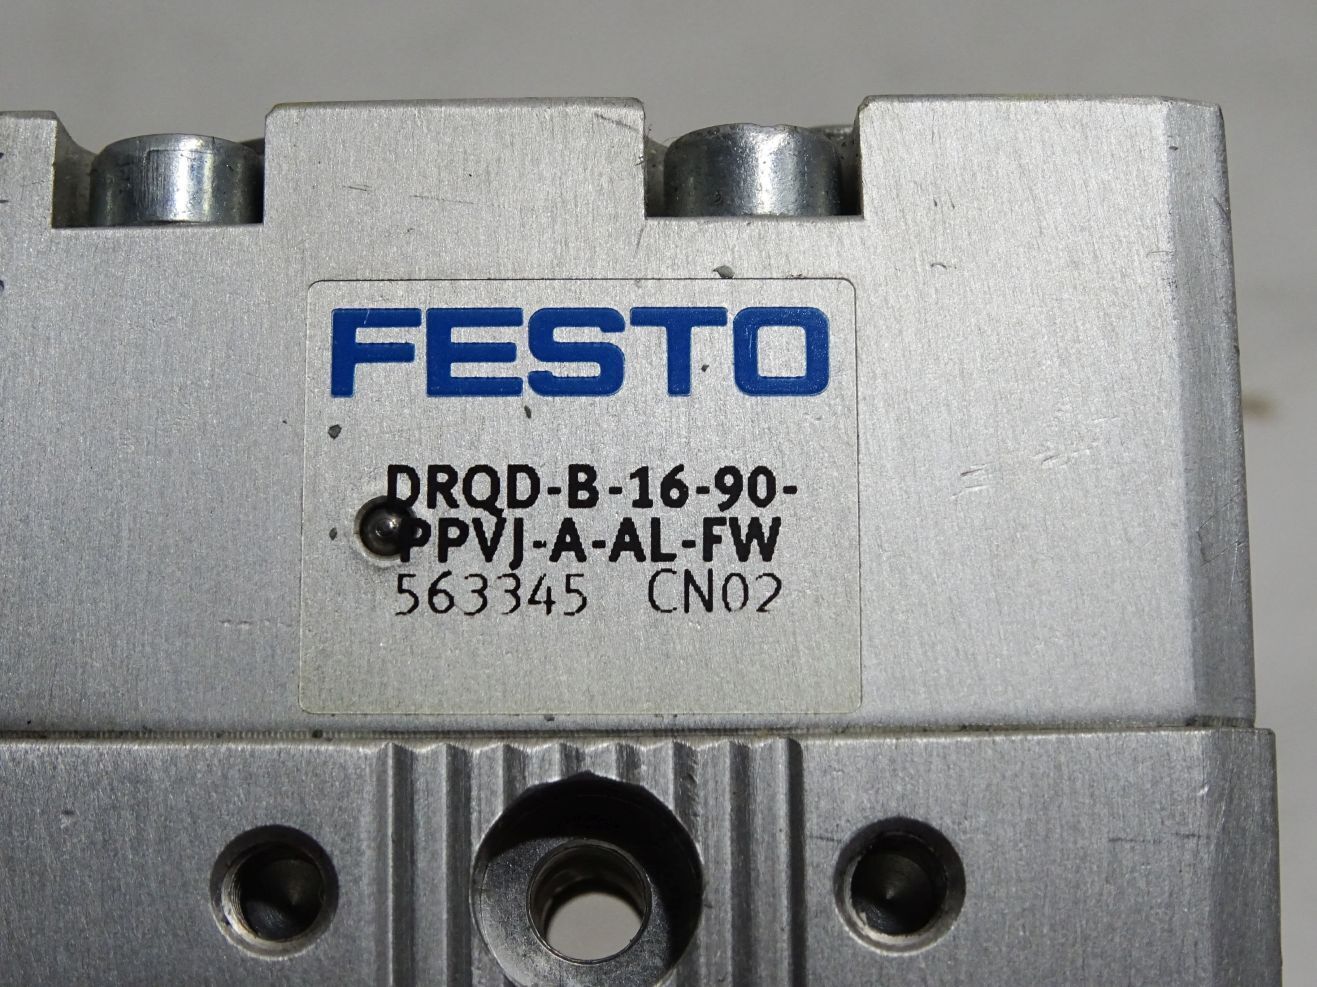 FESTO
DRQD-B-16-90-
PPVJ-A-AL-FW
563345 CN02